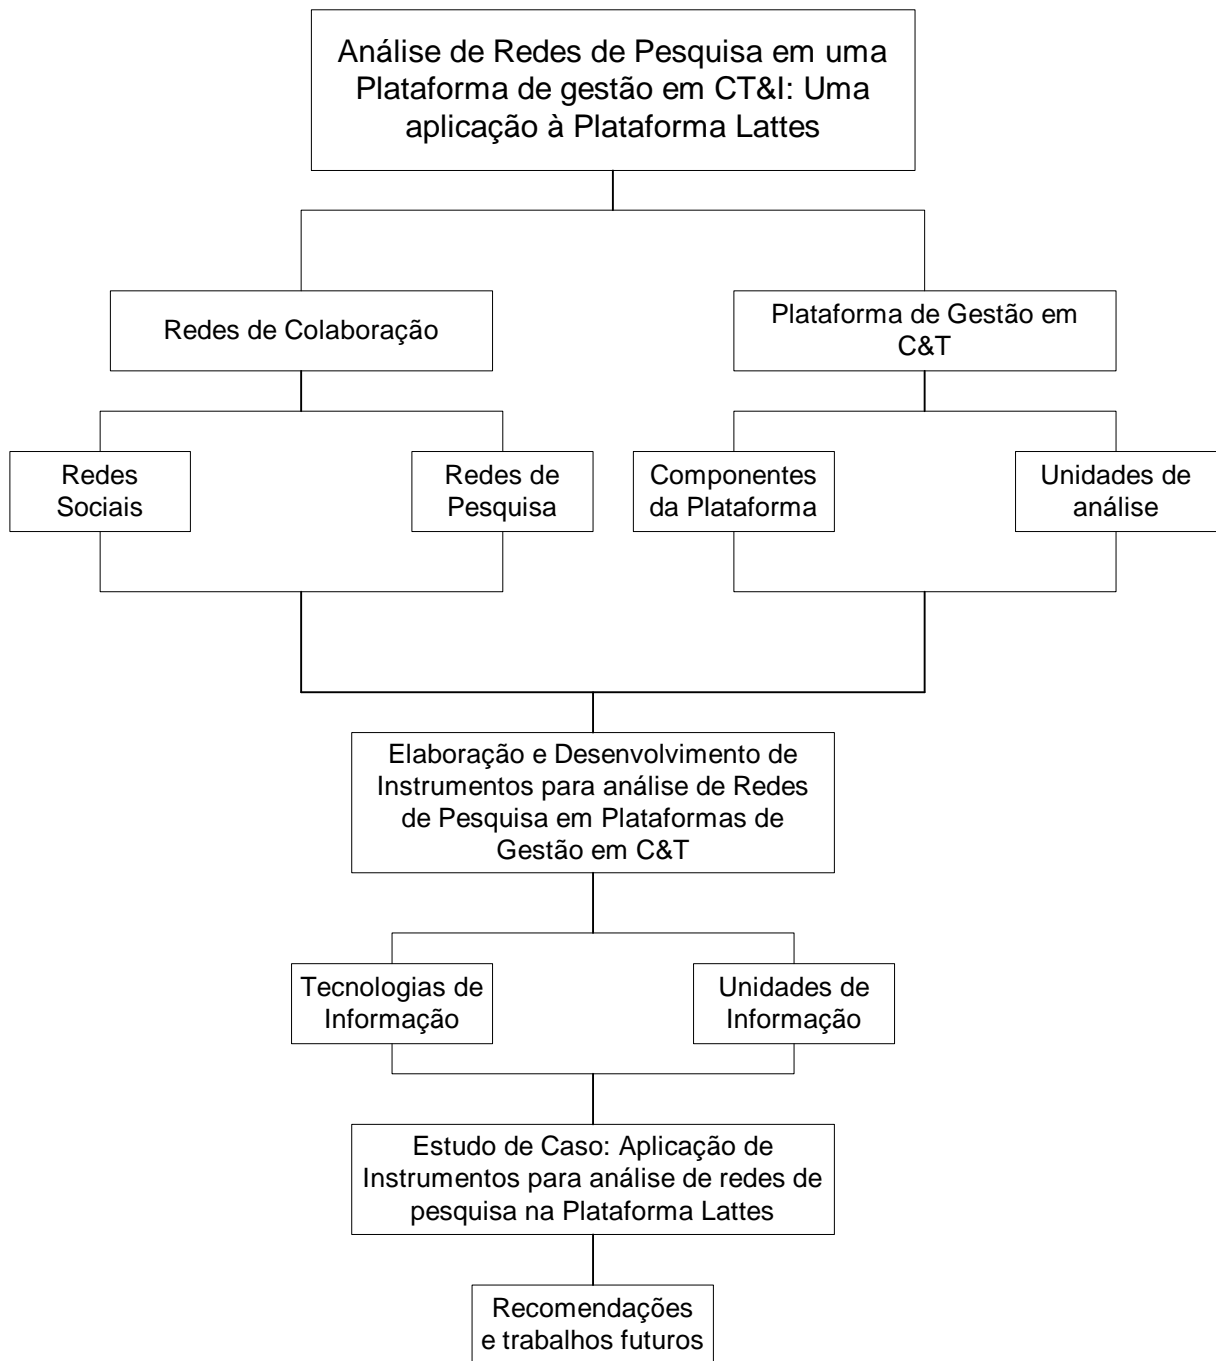 Análise de Redes de Pesquisa em uma
Plataforma de gestão em CT&I: Uma
aplicação à Plataforma Lattes
Redes de Colaboração
Plataforma de Gestão em
C&T
Redes
Sociais
Redes de
Pesquisa
Componentes
da Plataforma
Unidades de
análise
Elaboração e Desenvolvimento de
Instrumentos para análise de Redes
de Pesquisa em Plataformas de
Gestão em C&T
Tecnologias de
Informação
Unidades de
Informação
Estudo de Caso: Aplicação de
Instrumentos para análise de redes de
pesquisa na Plataforma Lattes
Recomendações
e trabalhos futuros